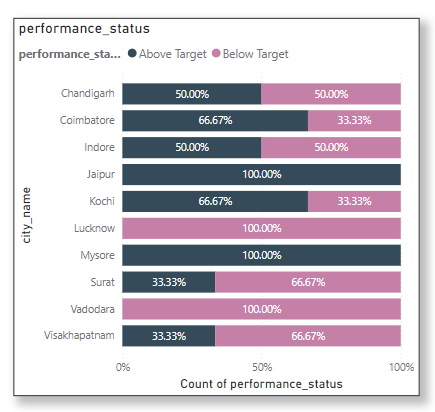 performance_status
performance_sta... Above Target Below Target
Chandigarh 50.00% 50.00%
Coimbatore 66.67% 33.33%
Indore 50.00% 50.00%
Jaipur 100.00%
Kochi 66.67% 33.33%
Lucknow 100.00%
Mysore 100.00%
Surat 33.33% 66.67%
Vadodara 100.00%
Visakhapatnam 33.33% 66.67%
city_name
0% 50% 100%
Count of performance_status